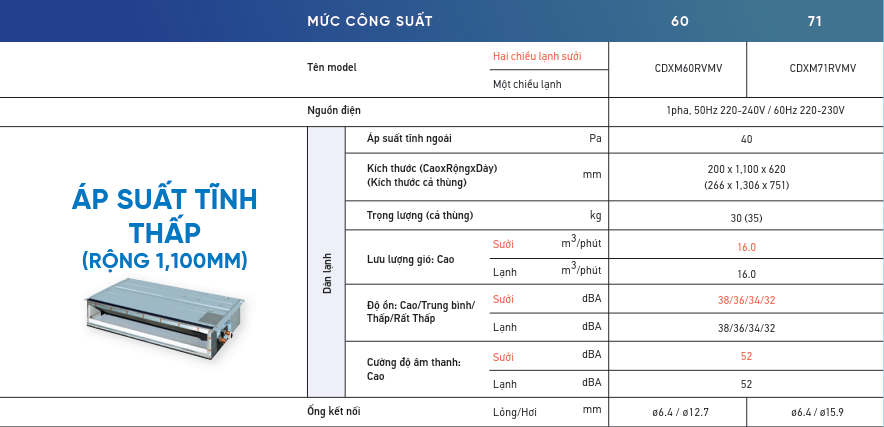 MỨC CÔNG SUẤT 60 71
Tên model Hai chiều lạnh sưởi CDXM60RVMV CDXM71RVMV
Một chiều lạnh
Nguồn điện 1pha, 50Hz 220-240V / 60Hz 220-230V
ÁP SUẤT TĨNH
THẤP
(RỘNG 1,100MM)
Dàn lạnh
Áp suất tĩnh ngoài Pa 40
Kích thước (CaoxRộngxDày) mm 200 x 1,100 x 620
(Kích thước cả thùng) (266 x 1,306 x 751)
Trọng lượng (cả thùng) kg 30 (35)
Lưu lượng gió: Cao Sưởi m³/phút 16.0
Lạnh m³/phút 16.0
Độ ồn: Cao/Trung bình/ Sưởi dBA 38/36/34/32
Thấp/Rất Thấp Lạnh dBA 38/36/34/32
Cường độ âm thanh: Sưởi dBA 52
Cao Lạnh dBA 52
Ống kết nối Lỏng/Hơi mm ø6.4 / ø12.7 ø6.4 / ø15.9